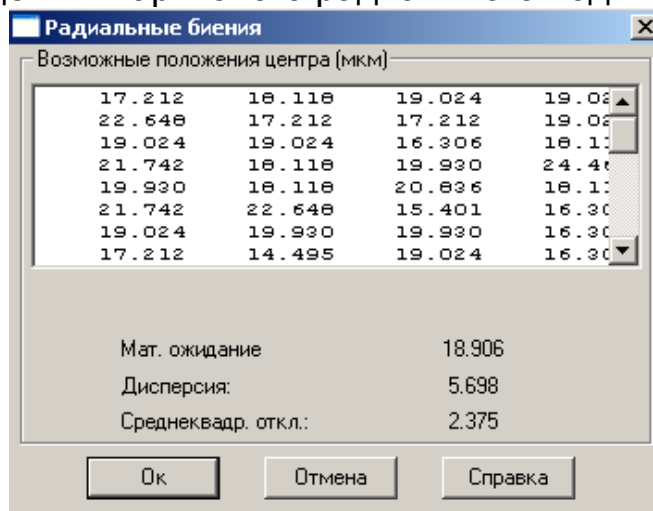 Радиальные биения
Возможные положения центра (мкм)
17.212 18.118 19.024
22.648 17.212 17.212
19.024 19.024 16.306
21.742 18.118 19.930
19.930 18.118 20.836
21.742 22.648 15.401
19.024 19.930 19.930
17.212 14.495 19.024
Мат. ожидание 18.906
Дисперсия: 5.698
Среднеквадр. откл.: 2.375
Ок Отмена Справка